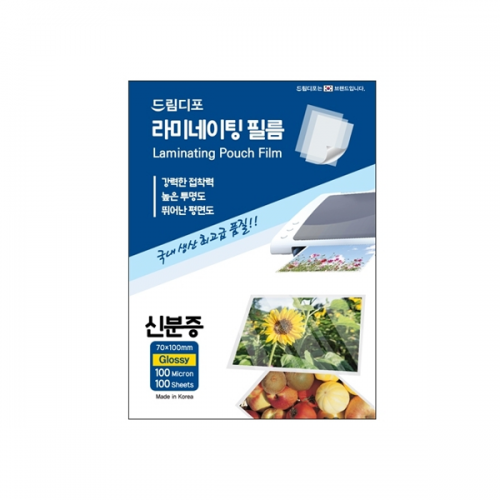 드림디포는 🇰🇷 브랜드입니다.
드림디포
라미네이팅 필름
Laminating Pouch Film
강력한 접착력
높은 투명도
뛰어난 평면도
국내 생산 최고급 품질!!
신분증
70×100mm
Glossy
100 Micron
100 Sheets
Made in Korea